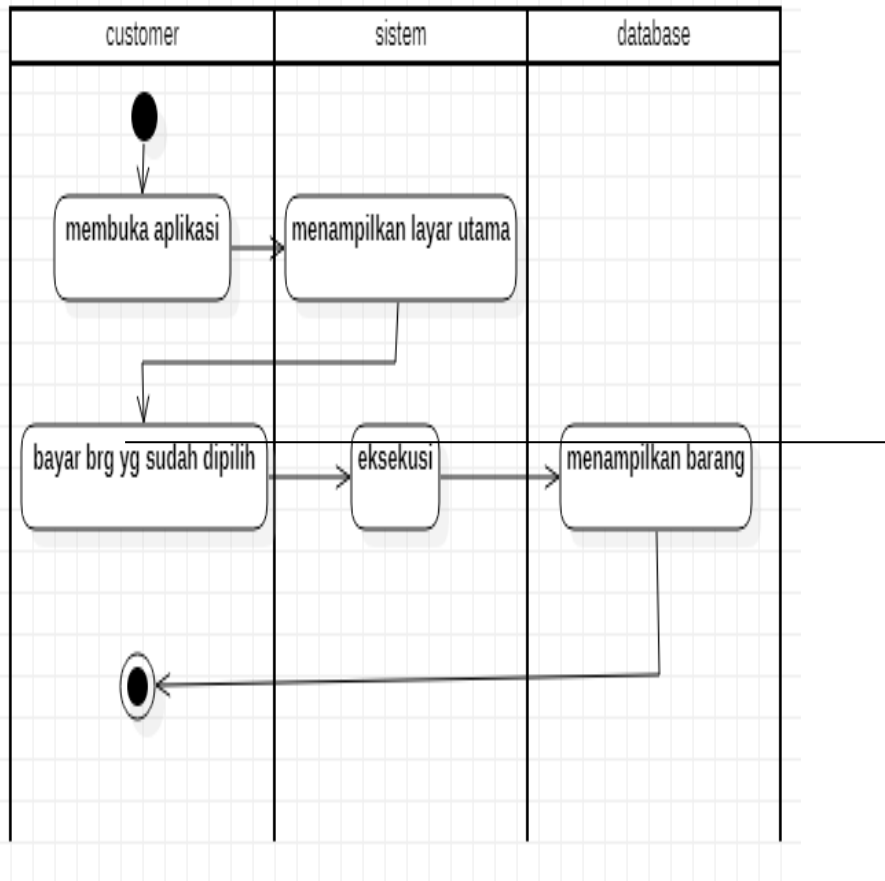 customer
sistem
database
membuka aplikasi
menampilkan layar utama
bayar brg yg sudah dipilih
eksekusi
menampilkan barang